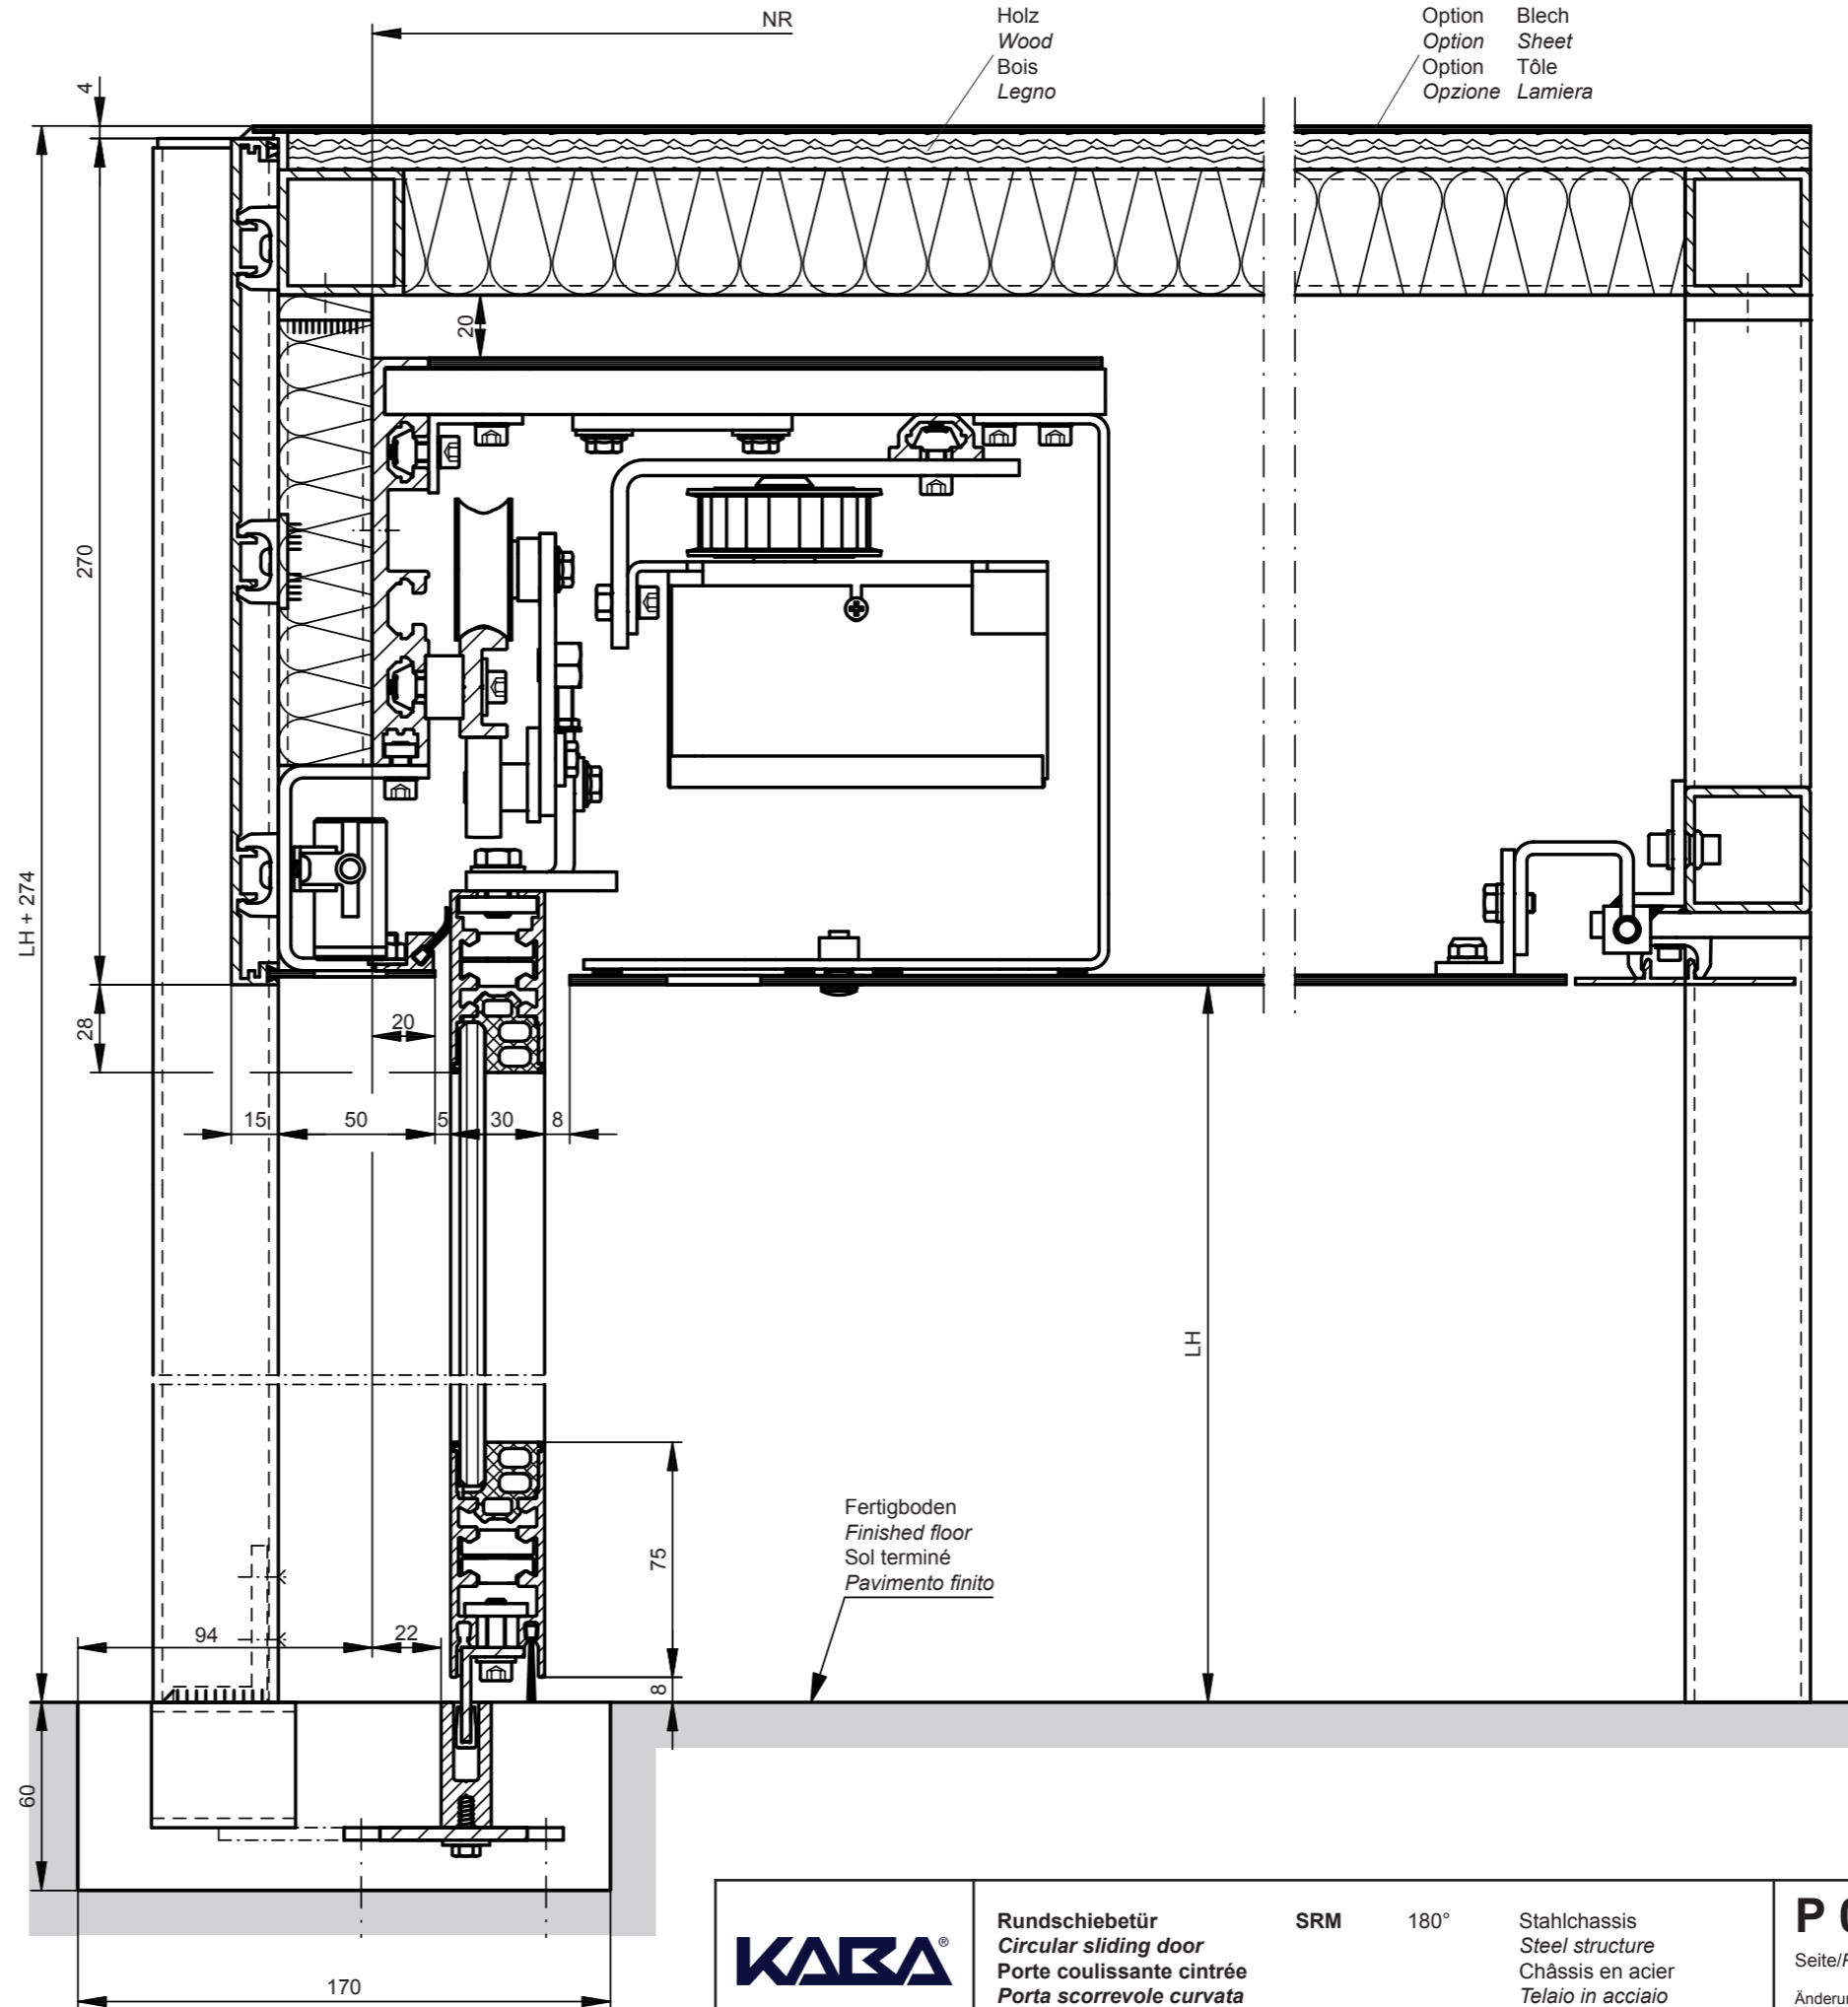 NR
Holz
Wood
Bois
Legno
Option Blech
Option Sheet
Option Tôle
Opzione Lamiera
4
270
LH + 274
20
28
20
15 50 5 30 8
LH
75
Fertigboden
Finished floor
Sol terminé
Pavimento finito
94 22
8
60
170
KABA®
Rundschiebetür SRM 180° Stahlchassis
Circular sliding door Steel structure
Porte coulissante cintrée Châssis en acier
Porta scorrevole curvata Telaio in acciaio
P
Seite/